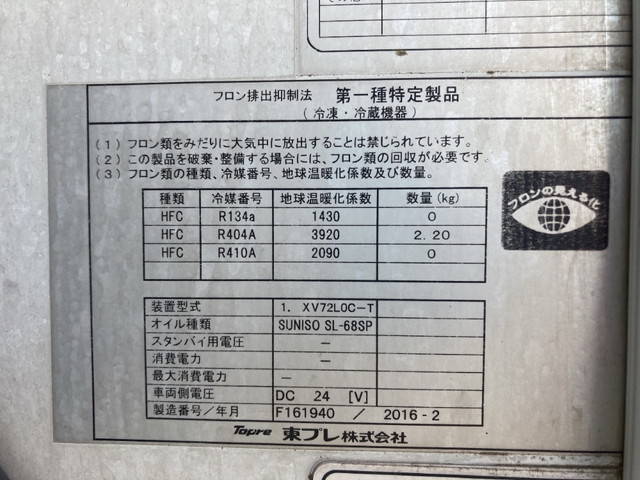 フロン排出抑制法 第一種特定製品
（冷凍・冷蔵機器）
(1) フロン類をみだりに大気中に放出することは禁じられています。
(2) この製品を破棄・整備する場合には、フロン類の回収が必要です。
(3) フロン類の種類、冷媒番号、地球温暖化係数及び数量。
種類 冷媒番号 地球温暖化係数 数量 (kg)
HFC R134a 1430 0
HFC R404A 3920 2.20
HFC R410A 2090 0
フロンの見える化
装置型式 1. XV72LOC-T
オイル種類 SUNISO SL-68SP
スタンバイ用電圧 －
消費電力 －
最大消費電力 －
車両側電圧 DC 24 [V]
製造番号／年月 F161940 / 2016-2
Topre 東プレ株式会社